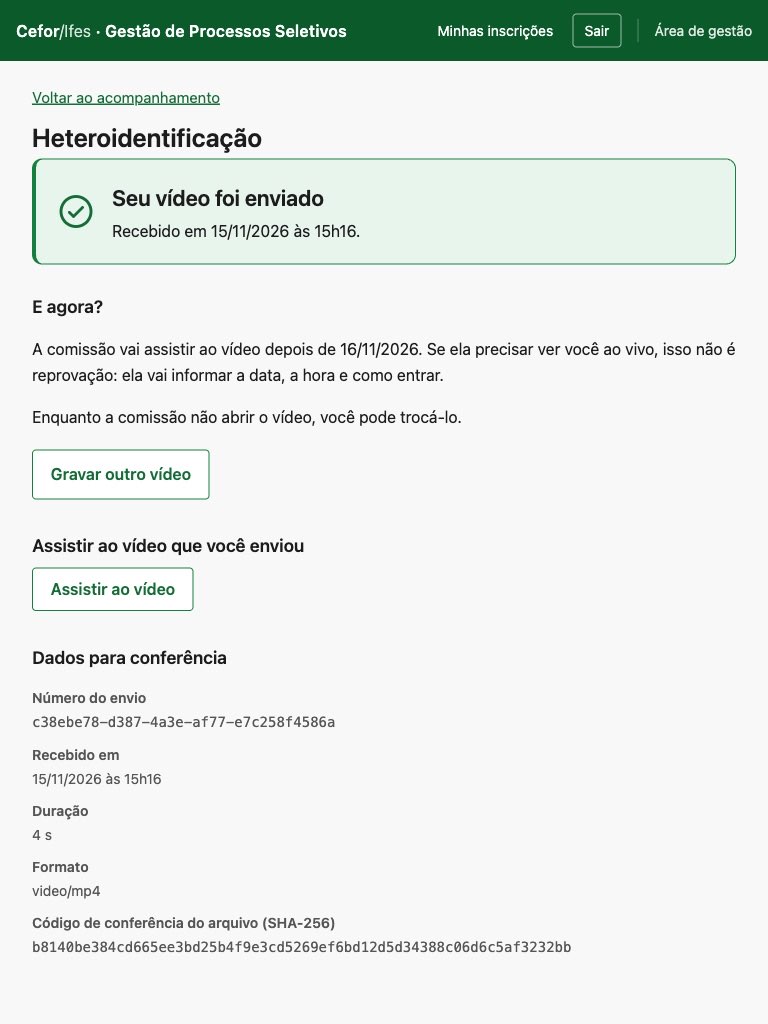 Cefor/Ifes · Gestão de Processos Seletivos
Minhas inscrições
Sair
Área de gestão
Voltar ao acompanhamento
Heteroidentificação
Seu vídeo foi enviado
Recebido em 15/11/2026 às 15h16.
E agora?
A comissão vai assistir ao vídeo depois de 16/11/2026. Se ela precisar ver você ao vivo, isso não é
reprovação: ela vai informar a data, a hora e como entrar.
Enquanto a comissão não abrir o vídeo, você pode trocá-lo.
Gravar outro vídeo
Assistir ao vídeo que você enviou
Assistir ao vídeo
Dados para conferência
Número do envio
c38ebe78-d387-4a3e-af77-e7c258f4586a
Recebido em
15/11/2026 às 15h16
Duração
4 s
Formato
video/mp4
Código de conferência do arquivo (SHA-256)
b8140be384cd665ee3bd25b4f9e3cd5269ef6bd12d5d34388c06d6c5af3232bb